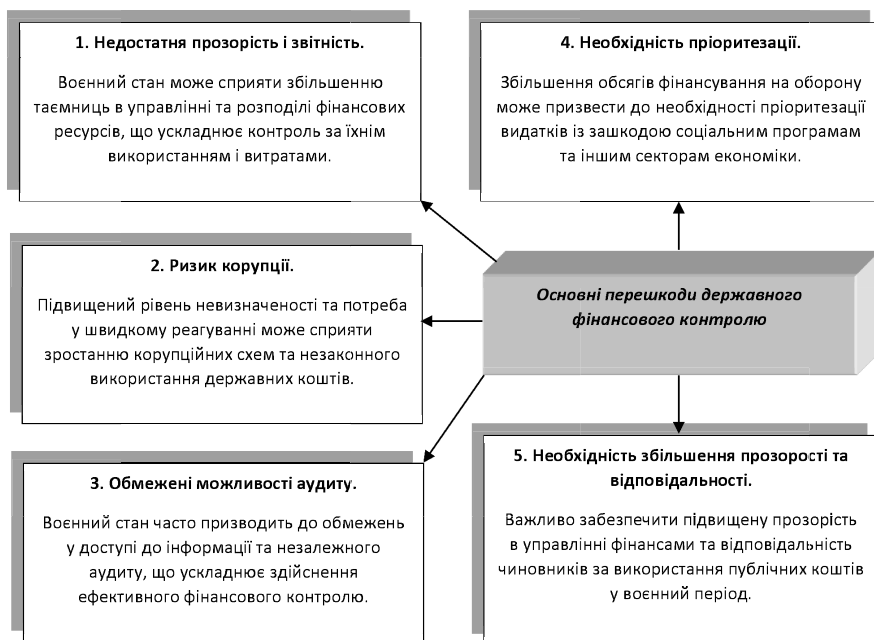 1. Недостатня прозорість і звітність.
Воєнний стан може сприяти збільшенню
таємниць в управлінні та розподілі фінансових
ресурсів, що ускладнює контроль за їхнім
використанням і витратами.
2. Ризик корупції.
Підвищений рівень невизначеності та потреба
у швидкому реагуванні може сприяти
зростанню корупційних схем та незаконного
використання державних коштів.
3. Обмежені можливості аудиту.
Воєнний стан часто призводить до обмежень
у доступі до інформації та незалежного
аудиту, що ускладнює здійснення
ефективного фінансового контролю.
4. Необхідність пріоритезації.
Збільшення обсягів фінансування на оборону
може призвести до необхідності пріоритезації
видатків із зашкодою соціальним програмам
та іншим секторам економіки.
Основні перешкоди державного
фінансового контролю
5. Необхідність збільшення прозорості та
відповідальності.
Важливо забезпечити підвищену прозорість
в управлінні фінансами та відповідальність
чиновників за використання публічних коштів
у воєнний період.